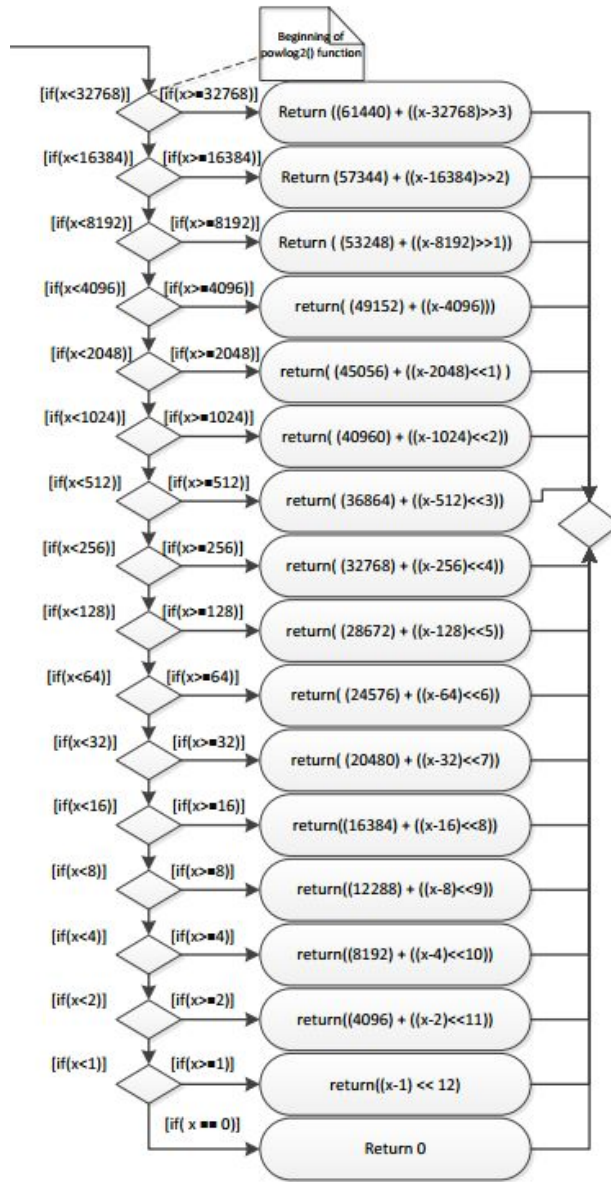 Beginning of
powlog2() function
[if(x<32768)] [if(x>=32768)]
Return ((61440) + ((x-32768)>>3)
[if(x<16384)] [if(x>=16384)]
Return (57344) + ((x-16384)>>2)
[if(x<8192)] [if(x>=8192)]
Return ( (53248) + ((x-8192)>>1))
[if(x<4096)] [if(x>=4096)]
return( (49152) + ((x-4096)))
[if(x<2048)] [if(x>=2048)]
return( (45056) + ((x-2048)<<1) )
[if(x<1024)] [if(x>=1024)]
return( (40960) + ((x-1024)<<2))
[if(x<512)] [if(x>=512)]
return( (36864) + ((x-512)<<3))
[if(x<256)] [if(x>=256)]
return( (32768) + ((x-256)<<4))
[if(x<128)] [if(x>=128)]
return( (28672) + ((x-128)<<5))
[if(x<64)] [if(x>=64)]
return( (24576) + ((x-64)<<6))
[if(x<32)] [if(x>=32)]
return( (20480) + ((x-32)<<7))
[if(x<16)] [if(x>=16)]
return((16384) + ((x-16)<<8))
[if(x<8)] [if(x>=8)]
return((12288) + ((x-8)<<9))
[if(x<4)] [if(x>=4)]
return((8192) + ((x-4)<<10))
[if(x<2)] [if(x>=2)]
return((4096) + ((x-2)<<11))
[if(x<1)] [if(x>=1)]
return((x-1) << 12)
[if( x == 0)]
Return 0